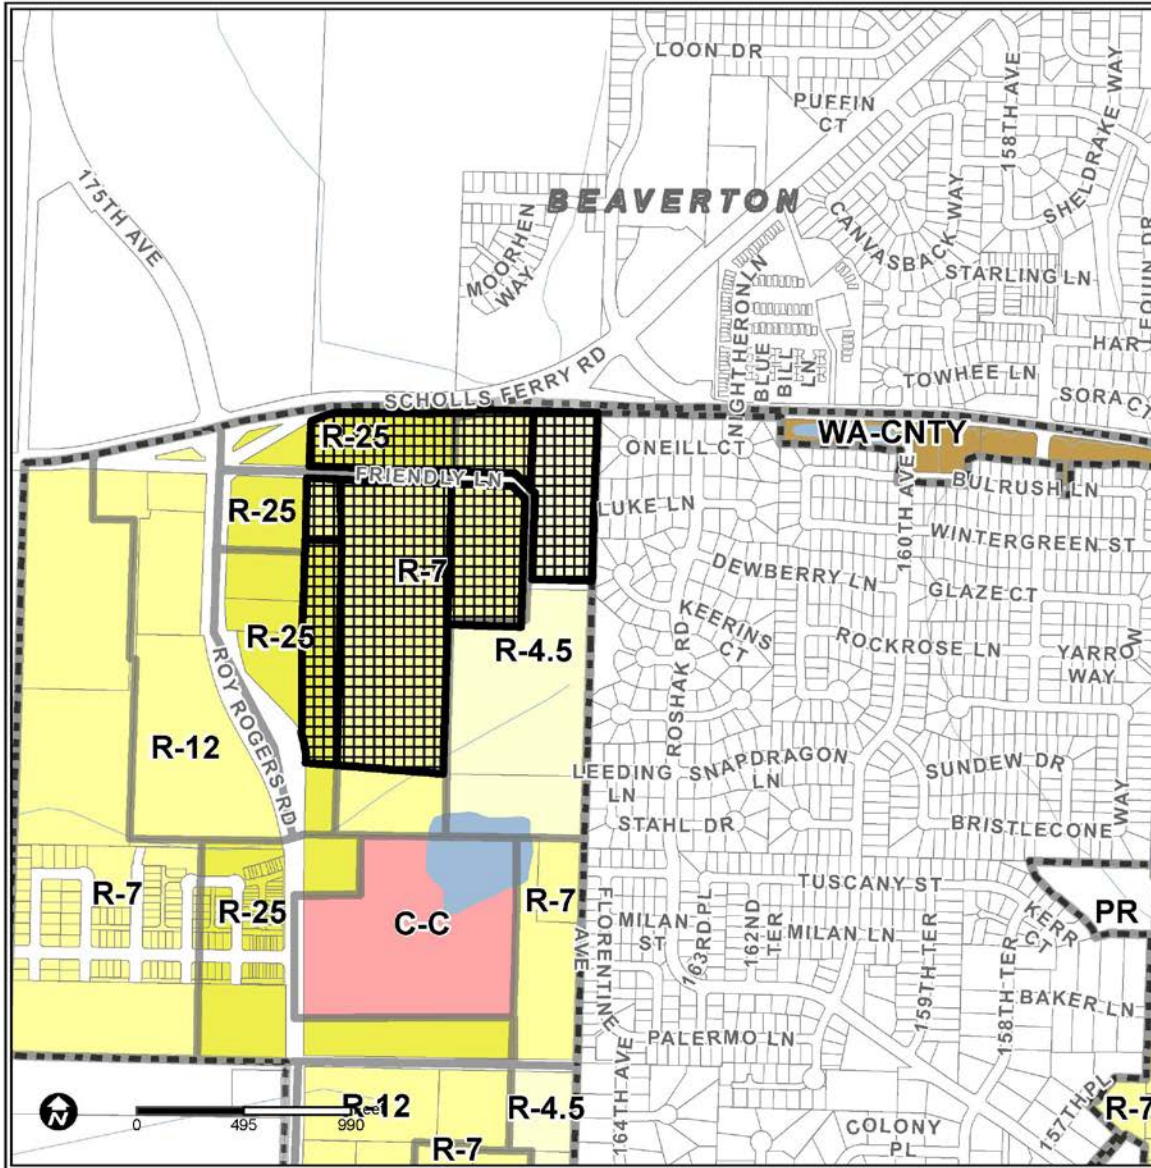 LOON DR
PUFFIN
CT
158TH AVE
SHELDRAKE WAY
175TH AVE
BEAVERTON
MOORHEN
WAY
CANVASBACK WAY
STARLING LN
NIGHTHERON LN
BLUE
BILL
LN
HAR
EQUIN DR
SCHOLLS FERRY RD
TOWHEE LN
SORA CT
R-25
ONEILL CT
WA-CNTY
FRIENDLY LN
BULRUSH LN
R-25
LUKE LN
160TH AVE
WINTERGREEN ST
R-7
DEWBERRY LN
GLAZE CT
KEERINS
CT
R-25
R-4.5
ROCKROSE LN
YARROW
WAY
ROY ROGERS RD
ROSHAK RD
R-12
LEEDING
LN
SNAPDRAGON
LN
SUNDEW DR
STAHL DR
BRISTLECONE
WAY
R-7
R-25
C-C
R-7
TUSCANY ST
FLORENTINE
AVE
MILAN
ST
163RD PL
162ND
TER
MILAN LN
159TH TER
158TH TER
KERR
CT
PR
BAKER LN
PALERMO LN
164TH AVE
N
0
495
990
R-12
R-4.5
COLONY
PL
157TH PL
R-7
R-7